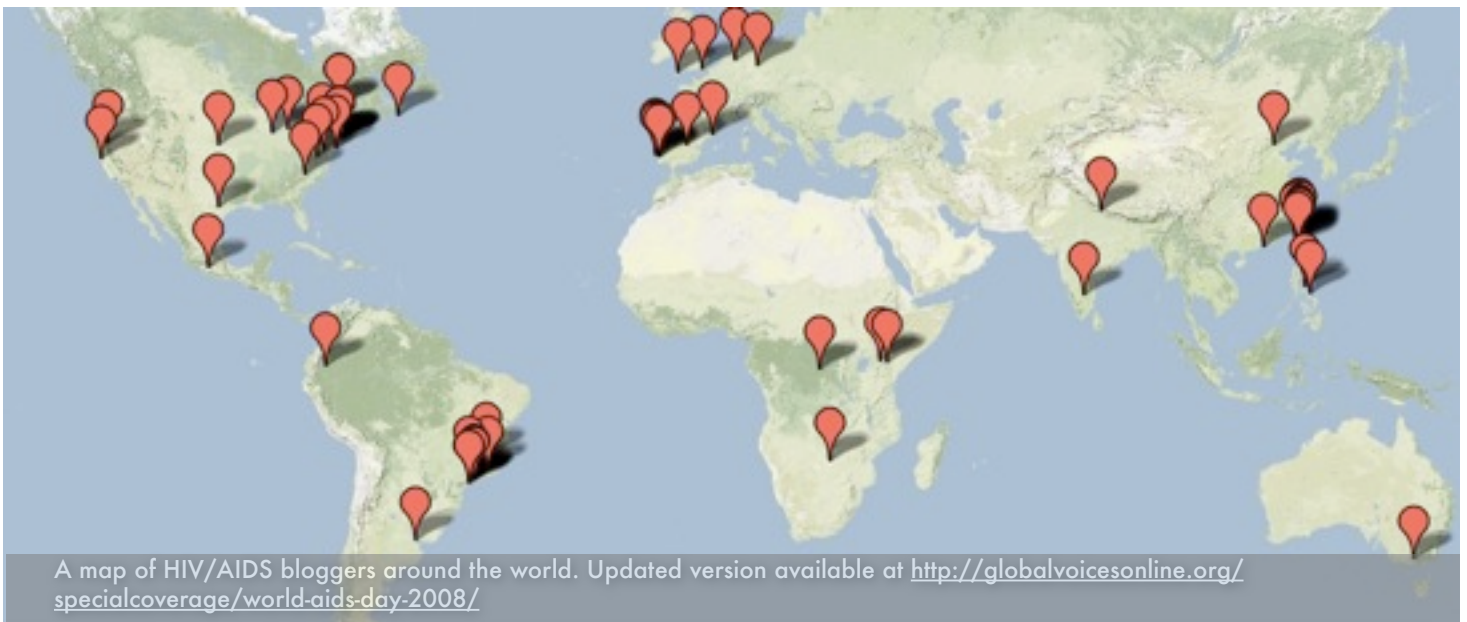 A map of HIV/AIDS bloggers around the world. Updated version available at http://globalvoicesonline.org/
specialcoverage/world-aids-day-2008/